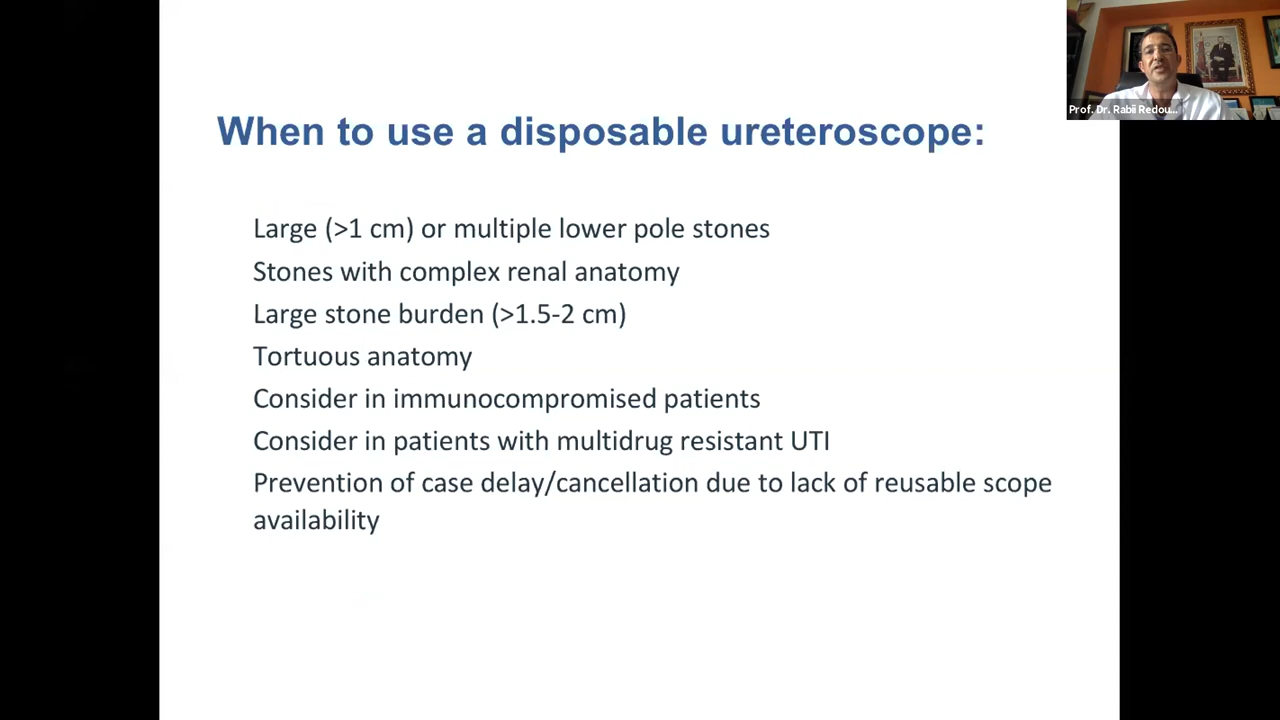 When to use a disposable ureteroscope:
Large (>1 cm) or multiple lower pole stones
Stones with complex renal anatomy
Large stone burden (>1.5-2 cm)
Tortuous anatomy
Consider in immunocompromised patients
Consider in patients with multidrug resistant UTI
Prevention of case delay/cancellation due to lack of reusable scope
availability
Prof. Dr. Rabii Redou...